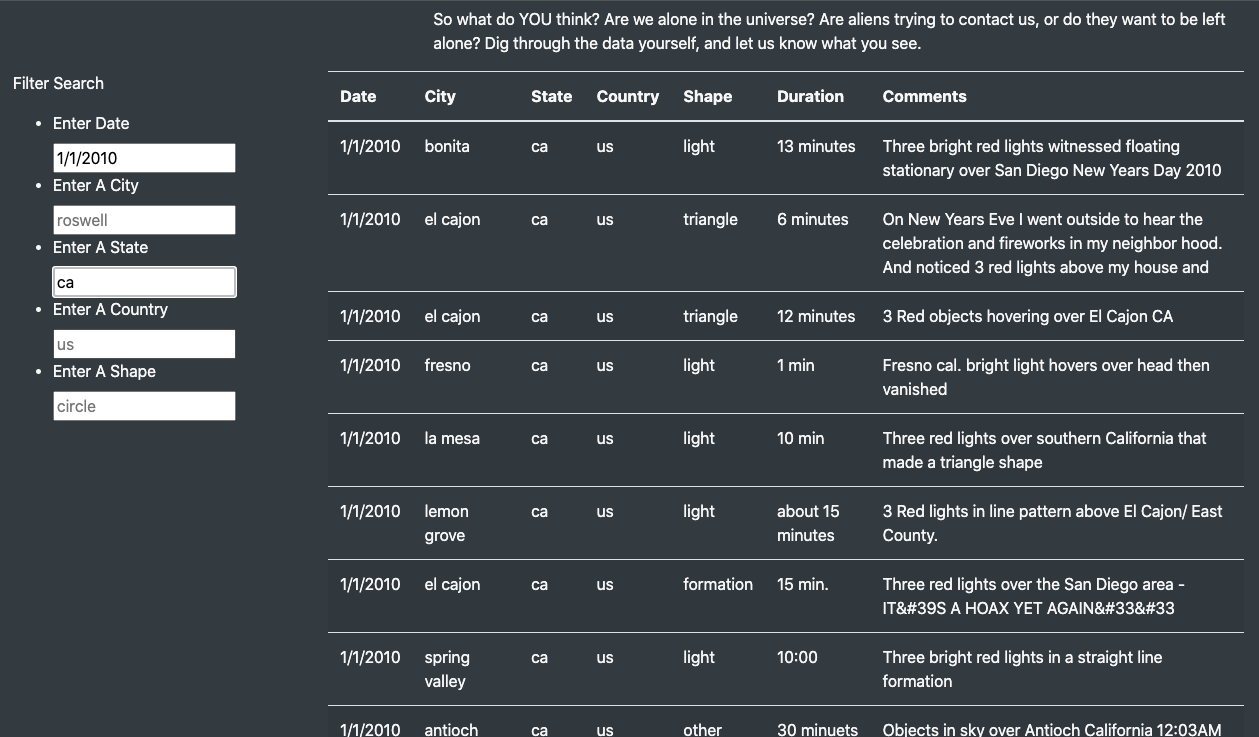 So what do YOU think? Are we alone in the universe? Are aliens trying to contact us, or do they want to be left
alone? Dig through the data yourself, and let us know what you see.
Filter Search
Enter Date
1/1/2010
Enter A City
roswell
Enter A State
ca
Enter A Country
us
Enter A Shape
circle
Date City State Country Shape Duration Comments
1/1/2010 bonita ca us light 13 minutes Three bright red lights witnessed floating
stationary over San Diego New Years Day 2010
1/1/2010 el cajon ca us triangle 6 minutes On New Years Eve I went outside to hear the
celebration and fireworks in my neighbor hood.
And noticed 3 red lights above my house and
1/1/2010 el cajon ca us triangle 12 minutes 3 Red objects hovering over El Cajon CA
1/1/2010 fresno ca us light 1 min Fresno cal. bright light hovers over head then
vanished
1/1/2010 la mesa ca us light 10 min Three red lights over southern California that
made a triangle shape
1/1/2010 lemon ca us light about 15 3 Red lights in line pattern above El Cajon/ East
grove minutes County.
1/1/2010 el cajon ca us formation 15 min. Three red lights over the San Diego area -
IT&#39S A HOAX YET AGAIN&#33&#33
1/1/2010 spring ca us light 10:00 Three bright red lights in a straight line
valley formation
1/1/2010 antioch ca us other 30 minuets Objects in sky over Antioch California 12:03AM